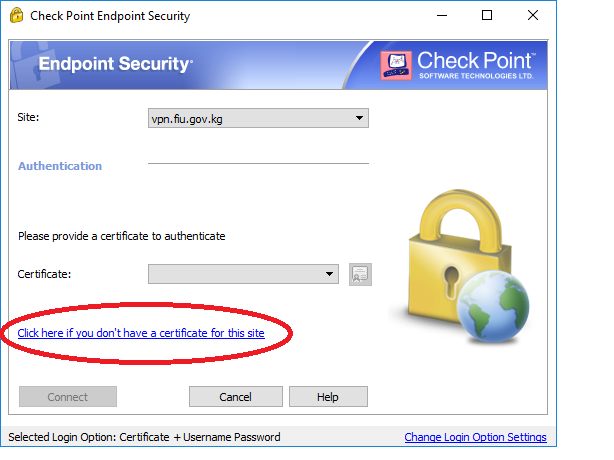 Check Point Endpoint Security
Endpoint Security
Check Point
SOFTWARE TECHNOLOGIES LTD.
Site:
vpn.fiu.gov.kg
Authentication
Please provide a certificate to authenticate
Certificate:
Click here if you don't have a certificate for this site
Connect
Cancel
Help
Selected Login Option: Certificate + Username Password
Change Login Option Settings